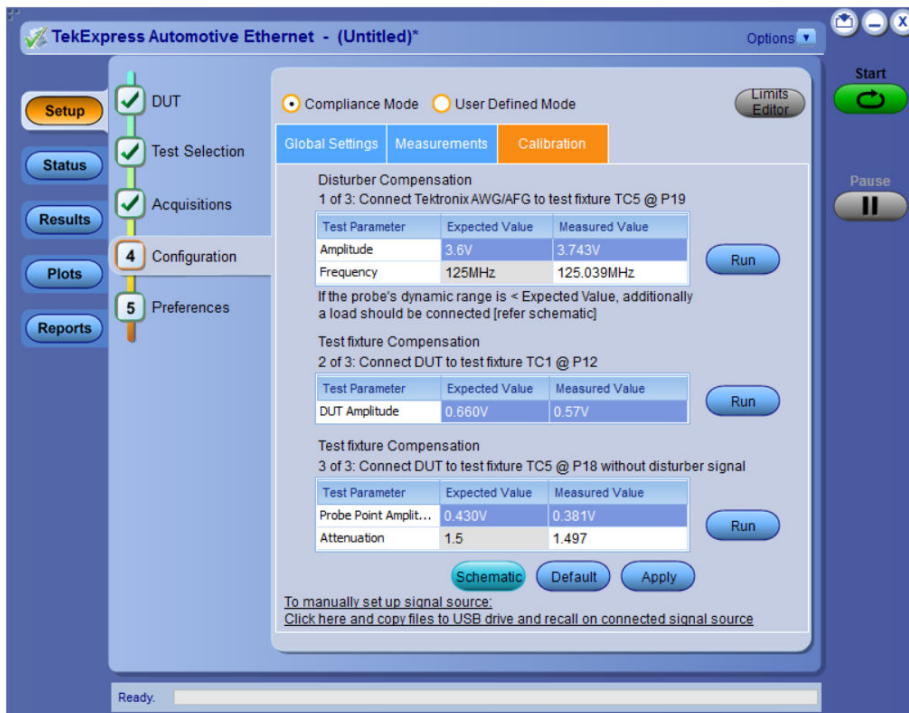 TekExpress Automotive Ethernet - (Untitled)*
Options
X
Start
Pause
Setup
Status
Results
Plots
Reports
DUT
Test Selection
Acquisitions
4 Configuration
5 Preferences
Compliance Mode User Defined Mode
Limits
Editor
Global Settings Measurements Calibration
Disturber Compensation
1 of 3: Connect Tektronix AWG/AFG to test fixture TC5 @ P19
Test Parameter Expected Value Measured Value
Amplitude 3.6V 3.743V
Frequency 125MHz 125.039MHz
Run
If the probe's dynamic range is < Expected Value, additionally
a load should be connected [refer schematic]
Test fixture Compensation
2 of 3: Connect DUT to test fixture TC1 @ P12
Test Parameter Expected Value Measured Value
DUT Amplitude 0.660V 0.57V
Run
Test fixture Compensation
3 of 3: Connect DUT to test fixture TC5 @ P18 without disturber signal
Test Parameter Expected Value Measured Value
Probe Point Amplit... 0.430V 0.381V
Attenuation 1.5 1.497
Run
Schematic Default Apply
To manually set up signal source:
Click here and copy files to USB drive and recall on connected signal source
Ready.